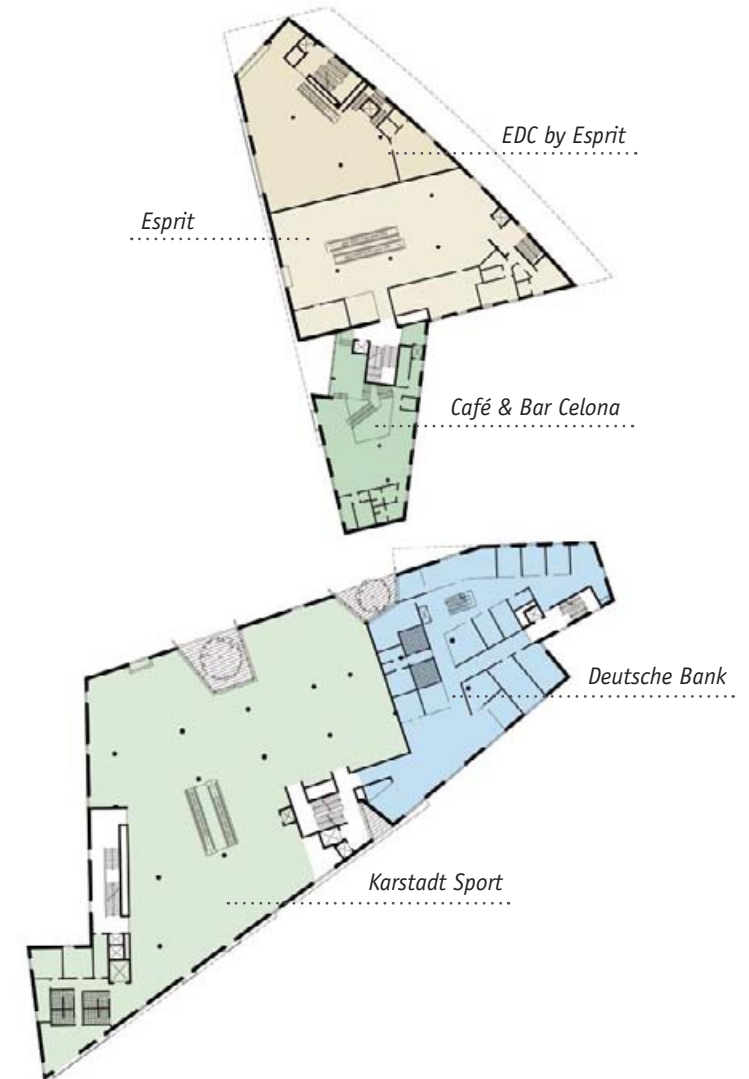 EDC by Esprit
Esprit
Café & Bar Celona
Deutsche Bank
Karstadt Sport